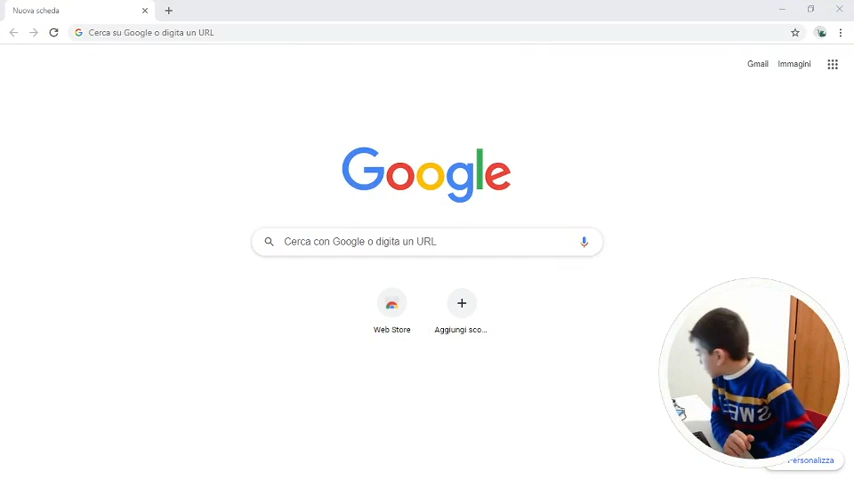 Nuova scheda
Cerca su Google o digita un URL
Gmail Immagini
Google
Cerca con Google o digita un URL
Web Store Aggiungi sco...
Personalizza